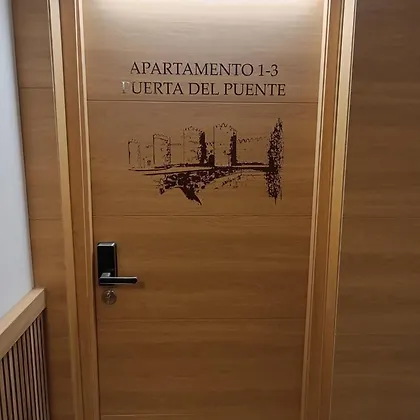 APARTAMENTO 1-3
PUERTA DEL PUENTE